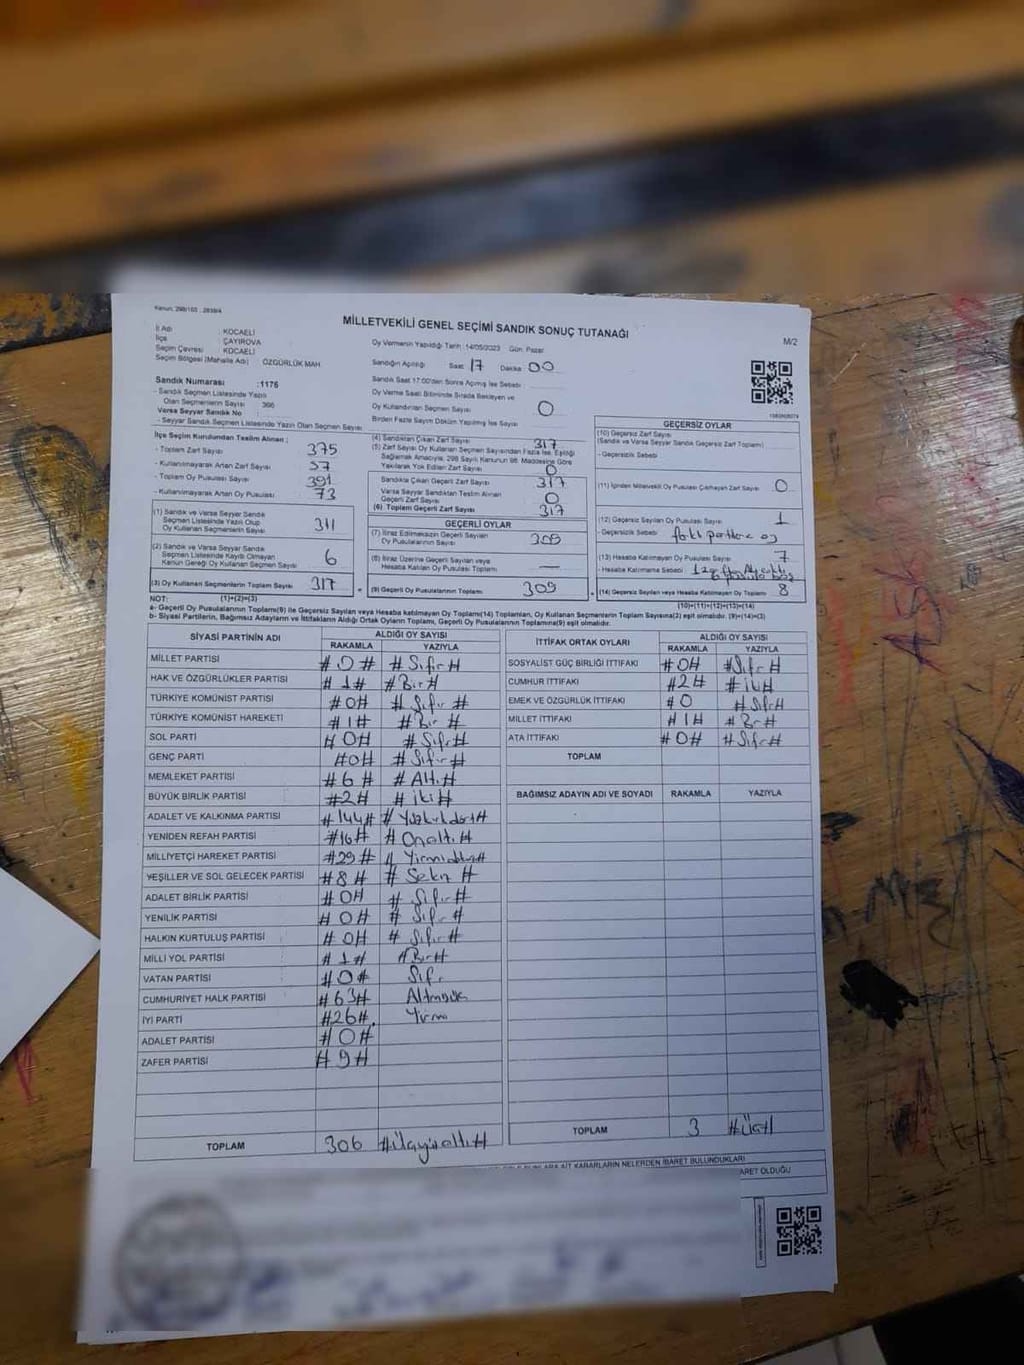 Kanun: 298/105 : 2839/4
MİLLETVEKİLİ GENEL SEÇİMİ SANDIK SONUÇ TUTANAĞI
M/2
İl Adı : KOCAELİ
İlçe : ÇAYIROVA
Seçim Çevresi : KOCAELİ
Seçim Bölgesi (Mahalle Adı) : ÖZGÜRLÜK MAH
Oy Vermenin Yapıldığı Tarih : 14/05/2023 Gün: Pazar
Sandığın Açıldığı Saat 17 Dakika 00
Sandık Saat 17:00'den Sonra Açılmış İse Sebebi :
Oy Verme Saati Bitiminde Sırada Bekleyen ve
Oy Kullandırılan Seçmen Sayısı : 0
Birden Fazla Sayım Döküm Yapılmış İse Sayısı :
Sandık Numarası : 1176
- Sandık Seçmen Listesinde Yazılı
Olan Seçmenlerin Sayısı : 366
Varsa Seyyar Sandık No :
- Seyyar Sandık Seçmen Listesinde Yazılı Olan Seçmen Sayısı :
İlçe Seçim Kurulundan Teslim Alınan ;
- Toplam Zarf Sayısı : 375
- Kullanılmayarak Artan Zarf Sayısı : 57
- Toplam Oy Pusulası Sayısı : 391
- Kullanılmayarak Artan Oy Pusulası : 73
(1) Sandık ve Varsa Seyyar Sandık
Seçmen Listesinde Yazılı Olup
Oy Kullanan Seçmenlerin Sayısı 311
(2) Sandık ve Varsa Seyyar Sandık
Seçmen Listesinde Kayıtlı Olmayan
Kanun Gereği Oy Kullanan Seçmen Sayısı 6
(3) Oy Kullanan Seçmenlerin Toplam Sayısı 317
(1)+(2)=(3)
(4) Sandıktan Çıkan Zarf Sayısı : 317
(5) Zarf Sayısı Oy Kullanan Seçmen Sayısından Fazla İse, Eşitliği
Sağlamak Amacıyla, 298 Sayılı Kanunun 98. Maddesine Göre
Yakılarak Yok Edilen Zarf Sayısı 0
Sandıkta Çıkan Geçerli Zarf Sayısı : 317
Varsa Seyyar Sandıktan Teslim Alınan
Geçerli Zarf Sayısı : 0
(6) Toplam Geçerli Zarf Sayısı : 317
GEÇERLİ OYLAR
(7) İtiraz Edilmeksizin Geçerli Sayılan
Oy Pusulalarının Sayısı : 309
(8) İtiraz Üzerine Geçerli Sayılan veya
Hesaba Katılan Oy Pusulası Toplamı —
(9) Geçerli Oy Pusulalarının Toplamı 309
GEÇERSİZ OYLAR
(10) Geçersiz Zarf Sayısı :
(Sandık ve Varsa Seyyar Sandık Geçersiz Zarf Toplamı)
- Geçersizlik Sebebi :
(11) İçinden Milletvekili Oy Pusulası Çıkmayan Zarf Sayısı : 0
(12) Geçersiz Sayılan Oy Pusulası Sayısı : 1
- Geçersizlik Sebebi :
(13) Hesaba Katılmayan Oy Pusulası Sayısı : 7
- Hesaba Katılmama Sebebi :
(14) Geçersiz Sayılan veya Hesaba Katılmayan Oy Toplamı 8
(10)+(11)+(12)+(13)=(14)
NOT:
a- Geçerli Oy Pusulalarının Toplamı(9) ile Geçersiz Sayılan veya Hesaba katılmayan Oy Toplamı(14) Toplamları, Oy Kullanan Seçmenlerin Toplam Sayısına(3) eşit olmalıdır. (9)+(14)=(3)
b- Siyasi Partilerin, Bağımsız Adayların ve İttifakların Aldığı Ortak Oyların Toplamı, Geçerli Oy Pusulalarının Toplamına(9) eşit olmalıdır.
SİYASİ PARTİNİN ADI ALDIĞI OY SAYISI RAKAMLA YAZIYLA
MİLLET PARTİSİ #0# #Sıfır#
HAK VE ÖZGÜRLÜKLER PARTİSİ #1# #Bir#
TÜRKİYE KOMÜNİST PARTİSİ #0# #Sıfır#
TÜRKİYE KOMÜNİST HAREKETİ #1# #Bir#
SOL PARTİ #0# #Sıfır#
GENÇ PARTİ #0# #Sıfır#
MEMLEKET PARTİSİ #6# #Altı#
BÜYÜK BİRLİK PARTİSİ #2# #iki#
ADALET VE KALKINMA PARTİSİ #144# #Yüzkırkdört#
YENİDEN REFAH PARTİSİ #16# #Onaltı#
MİLLİYETÇİ HAREKET PARTİSİ #29# #Yirmidokuz#
YEŞİLLER VE SOL GELECEK PARTİSİ #8# #Sekiz#
ADALET BİRLİK PARTİSİ #0# #Sıfır#
YENİLİK PARTİSİ #0# #Sıfır#
HALKIN KURTULUŞ PARTİSİ #0# #Sıfır#
MİLLİ YOL PARTİSİ #1# #Bir#
VATAN PARTİSİ #0# Sıfır
CUMHURİYET HALK PARTİSİ #63# Altmışüç
İYİ PARTİ #26# Yirmi
ADALET PARTİSİ #0#
ZAFER PARTİSİ #9#
TOPLAM 306 #üçyüzaltı#
İTTİFAK ORTAK OYLARI ALDIĞI OY SAYISI RAKAMLA YAZIYLA
SOSYALİST GÜÇ BİRLİĞİ İTTİFAKI #0# #Sıfır#
CUMHUR İTTİFAKI #2# #iki#
EMEK VE ÖZGÜRLÜK İTTİFAKI #0 #Sıfır#
MİLLET İTTİFAKI #1# #Bir#
ATA İTTİFAKI #0# #Sıfır#
TOPLAM
BAĞIMSIZ ADAYIN ADI VE SOYADI RAKAMLA YAZIYLA
TOPLAM 3 #Üç#
AİT KARARLARIN NELERDEN İBARET BULUNDUKLARI
OLDUĞU